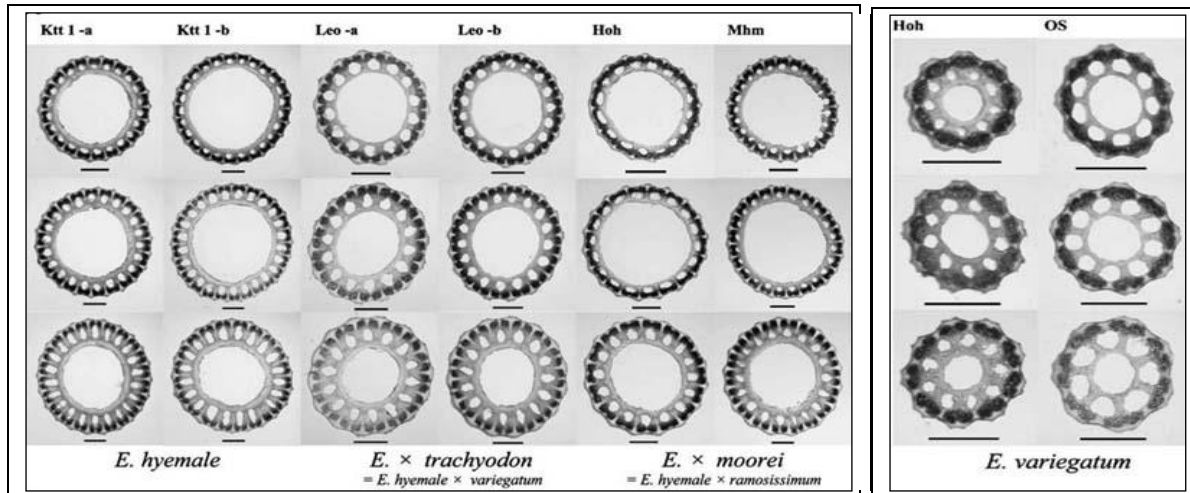 Ktt 1 -a Ktt 1 -b Leo -a Leo -b Hoh Mhm
E. hyemale E. × trachyodon E. × moorei
= E. hyemale × variegatum = E. hyemale × ramosissimum
Hoh OS
E. variegatum